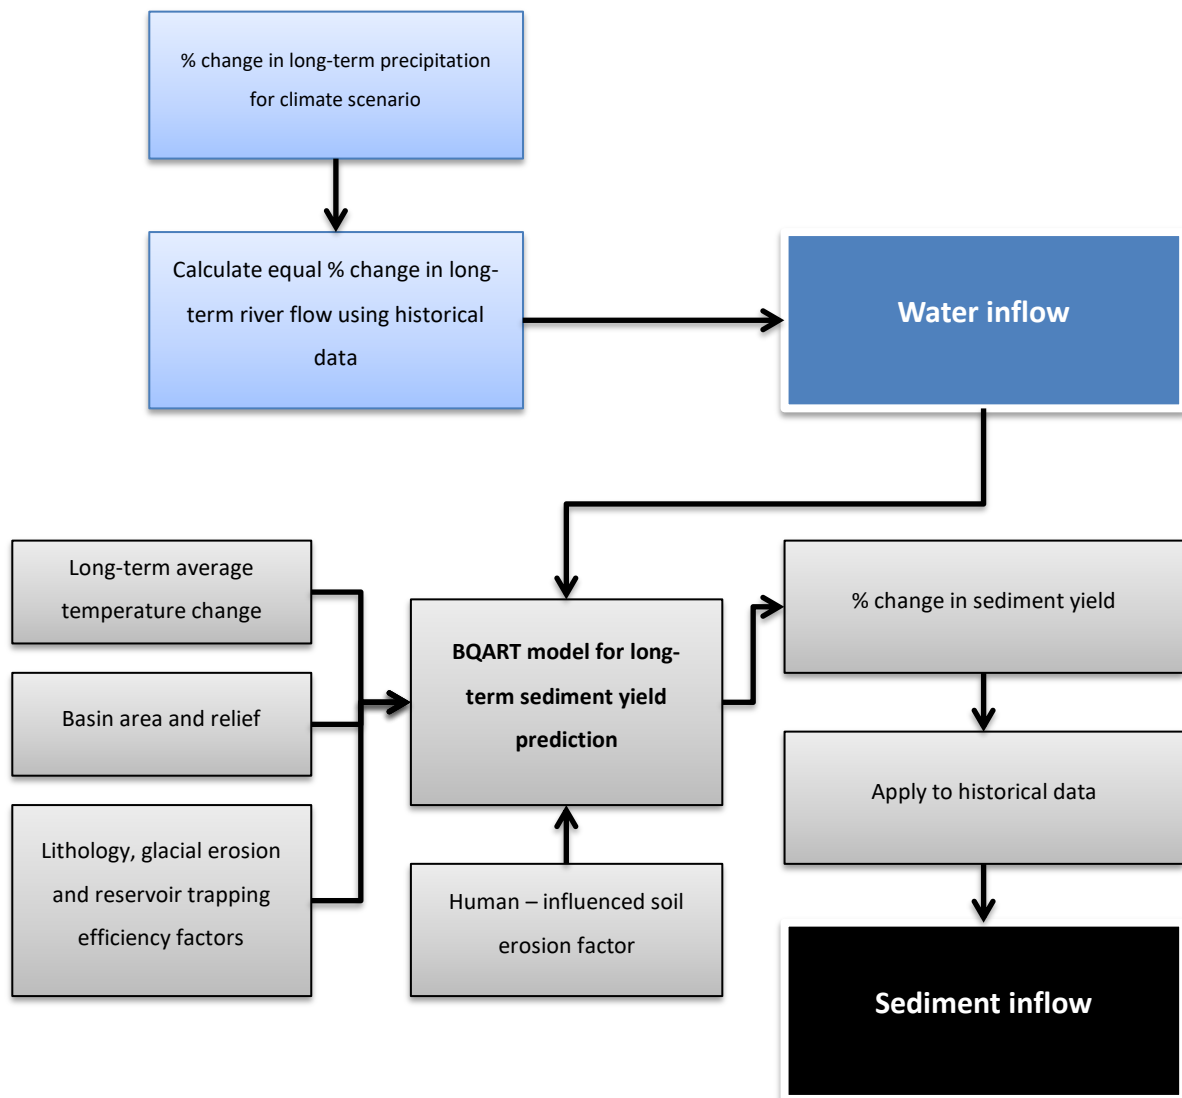 % change in long-term precipitation
for climate scenario
Calculate equal % change in long-
term river flow using historical
data
Water inflow
Long-term average
temperature change
% change in sediment yield
BQART model for long-
term sediment yield
prediction
Basin area and relief
Apply to historical data
Lithology, glacial erosion
and reservoir trapping
efficiency factors
Human – influenced soil
erosion factor
Sediment inflow